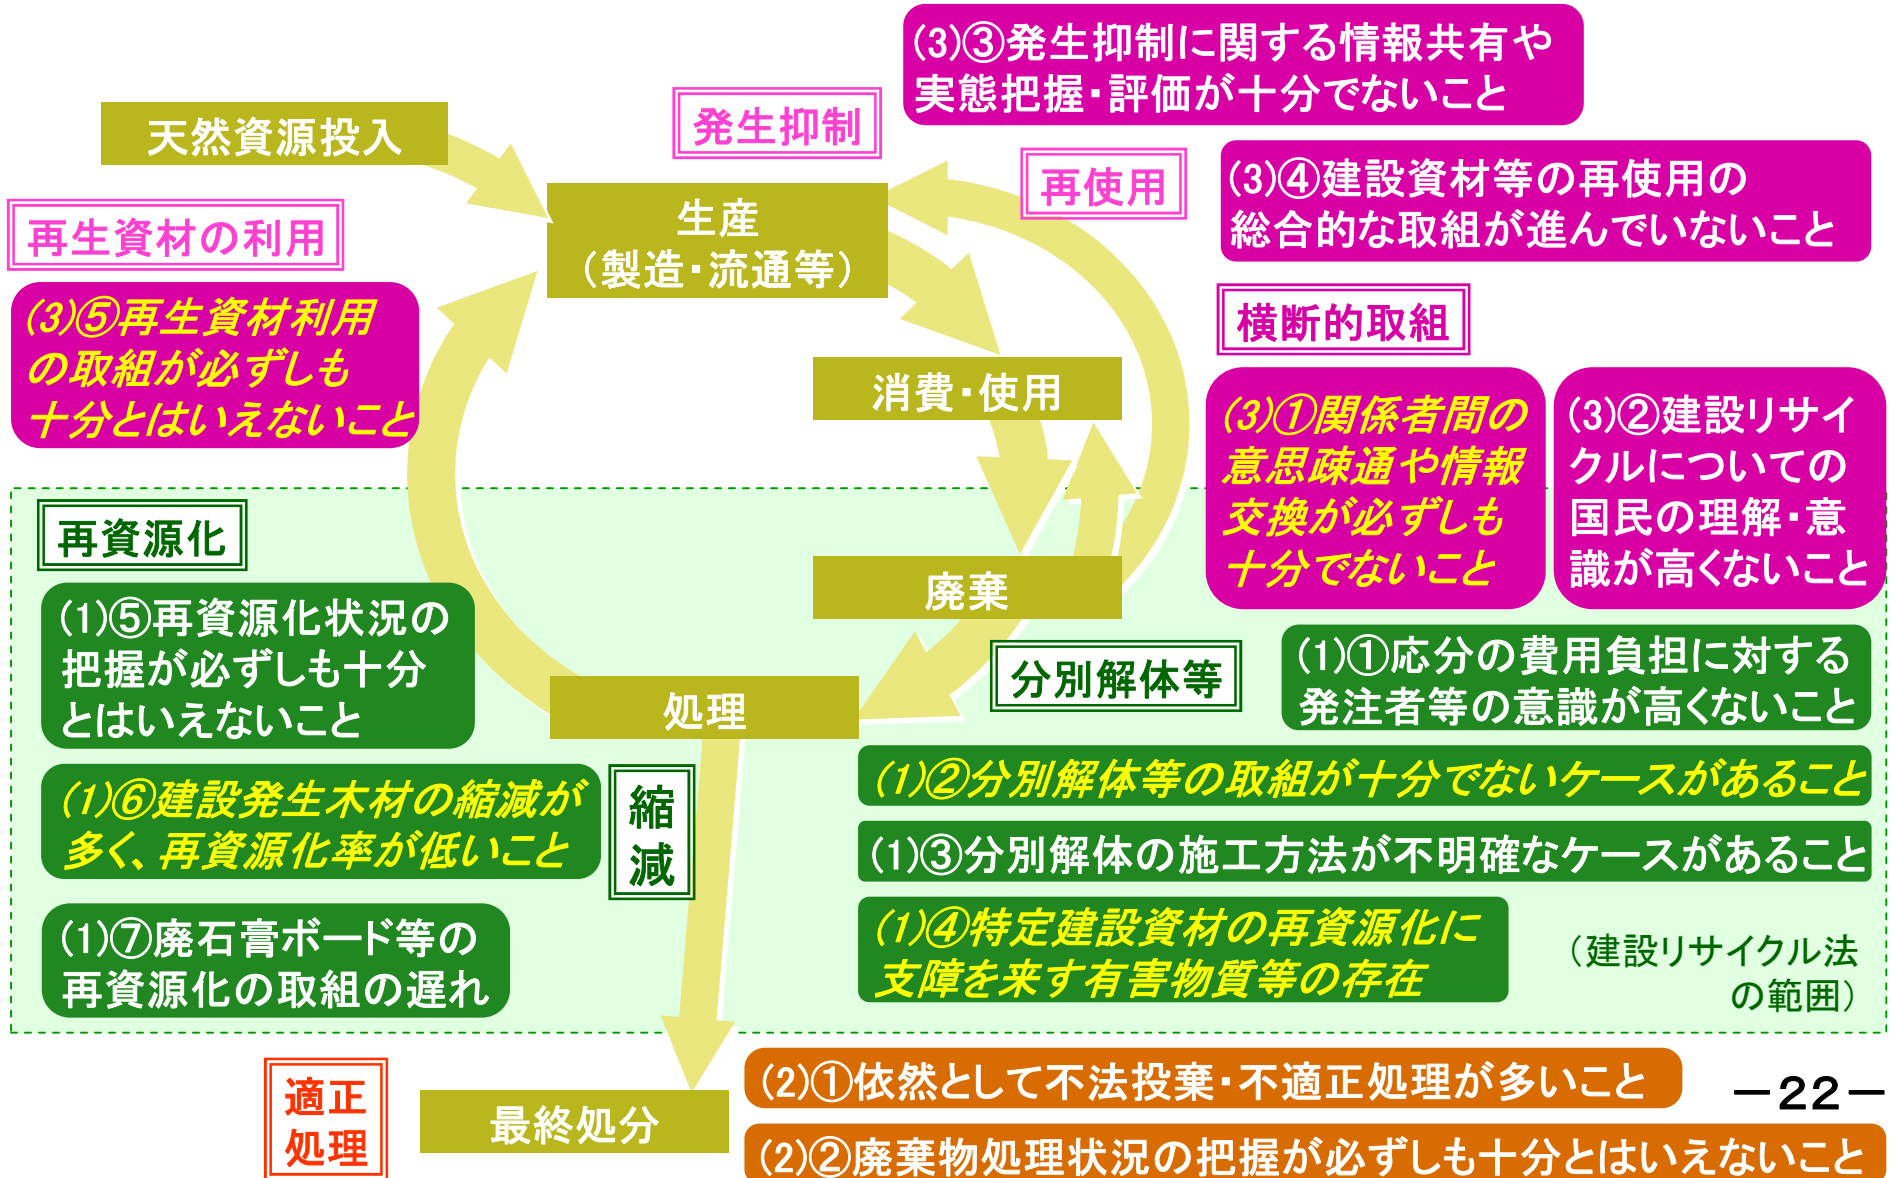 (3)③発生抑制に関する情報共有や
実態把握・評価が十分でないこと
発生抑制
天然資源投入
再使用
(3)④建設資材等の再使用の
総合的な取組が進んでいないこと
生産
（製造・流通等）
再生資材の利用
(3)⑤再生資材利用
の取組が必ずしも
十分とはいえないこと
横断的取組
消費・使用
(3)①関係者間の
意思疎通や情報
交換が必ずしも
十分でないこと
(3)②建設リサイ
クルについての
国民の理解・意
識が高くないこと
再資源化
廃棄
(1)⑤再資源化状況の
把握が必ずしも十分
とはいえないこと
分別解体等
(1)①応分の費用負担に対する
発注者等の意識が高くないこと
処理
(1)⑥建設発生木材の縮減が
多く、再資源化率が低いこと
縮
減
(1)②分別解体等の取組が十分でないケースがあること
(1)③分別解体の施工方法が不明確なケースがあること
(1)④特定建設資材の再資源化に
支障を来す有害物質等の存在
(1)⑦廃石膏ボード等の
再資源化の取組の遅れ
（建設リサイクル法
の範囲）
適正
処理
最終処分
(2)①依然として不法投棄・不適正処理が多いこと
(2)②廃棄物処理状況の把握が必ずしも十分とはいえないこと
－22－